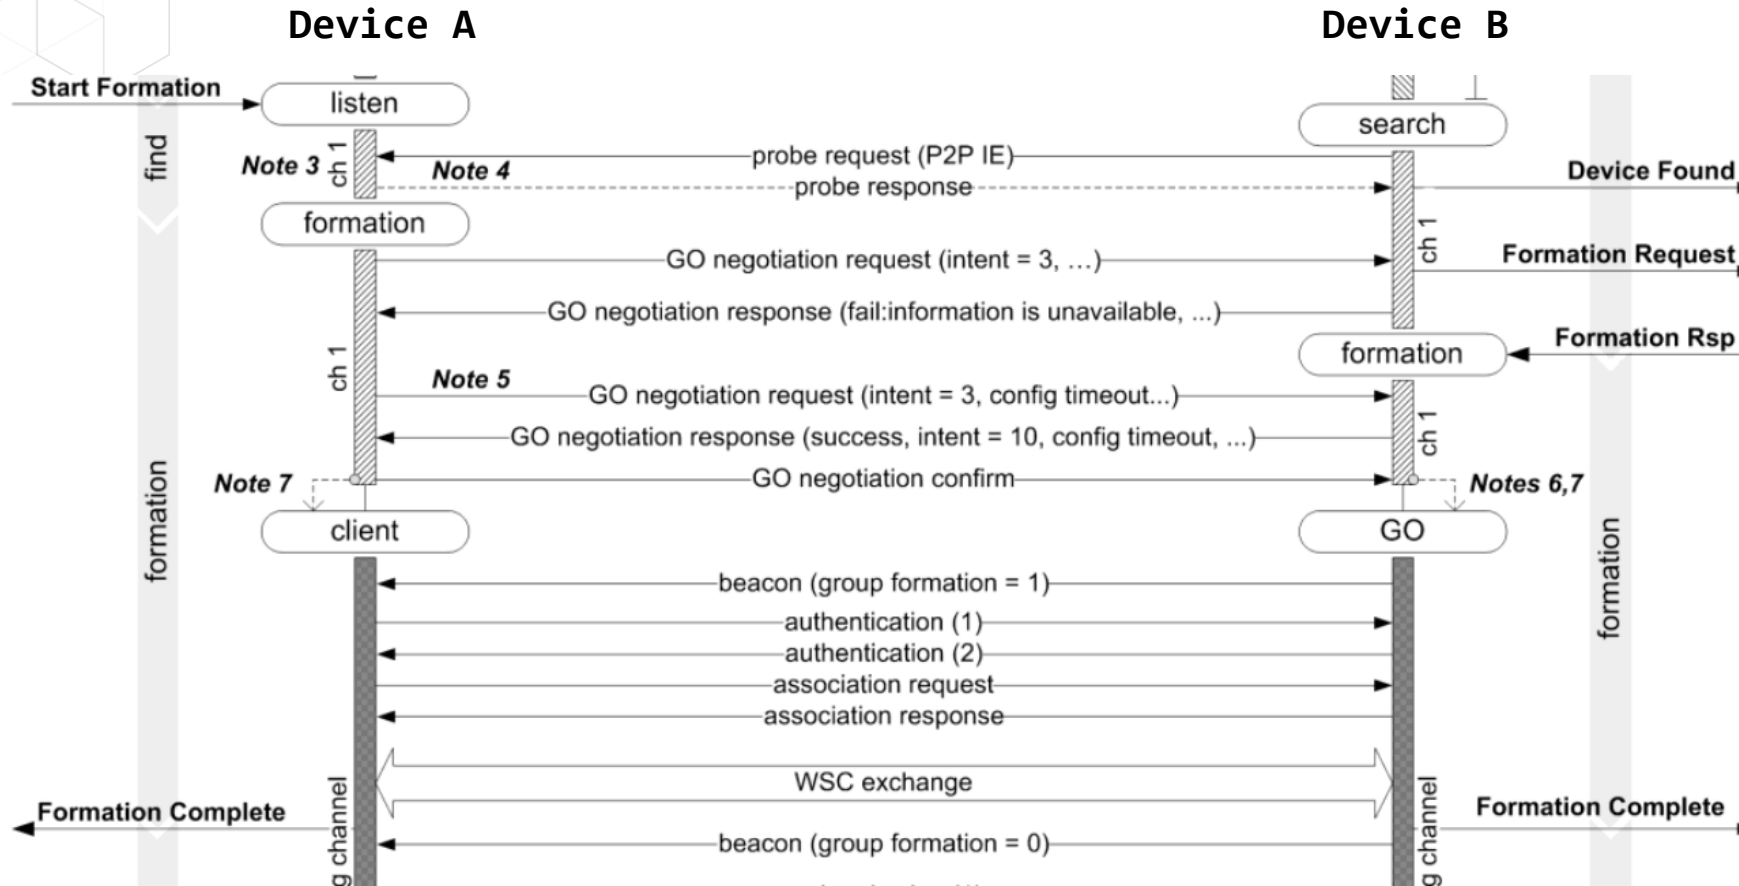 Device A
Device B
Start Formation
listen
search
find
Note 3
ch 1
Note 4
probe request (P2P IE)
probe response
Device Found
formation
ch 1
GO negotiation request (intent = 3, ...)
Formation Request
GO negotiation response (fail:information is unavailable, ...)
formation
Formation Rsp
ch 1
Note 5
GO negotiation request (intent = 3, config timeout...)
ch 1
GO negotiation response (success, intent = 10, config timeout, ...)
Note 7
GO negotiation confirm
Notes 6,7
formation
client
GO
formation
beacon (group formation = 1)
authentication (1)
authentication (2)
association request
association response
WSC exchange
Formation Complete
g channel
g channel
Formation Complete
beacon (group formation = 0)